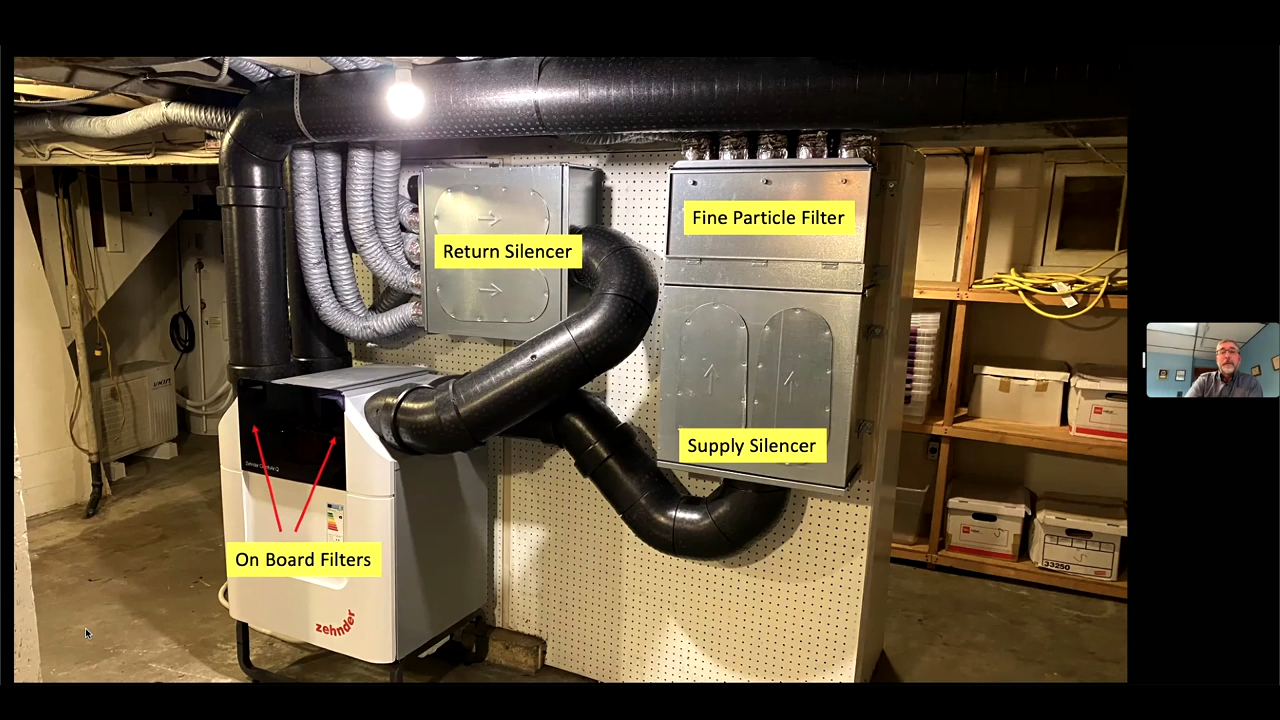 Fine Particle Filter
Return Silencer
Supply Silencer
On Board Filters
zehnder
33250